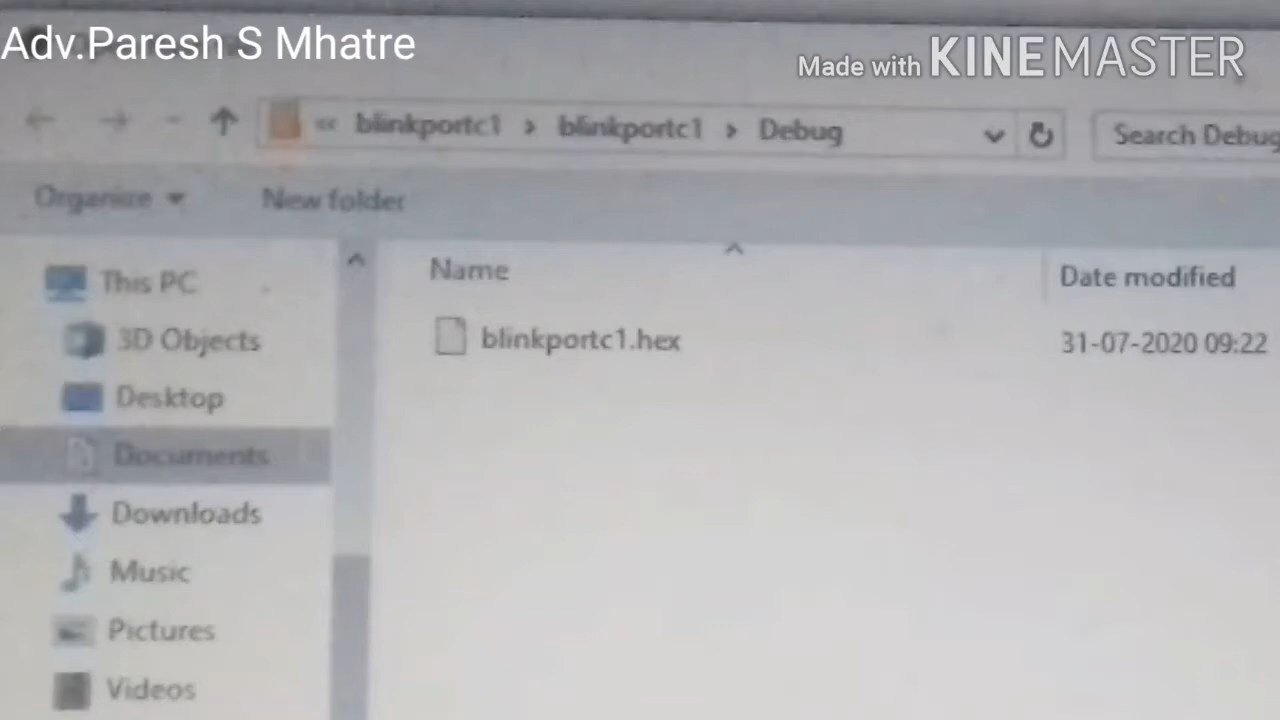 Adv.Paresh S Mhatre
Made with KINEMASTER
« blinkportc1 > blinkportc1 > Debug
Search Debug
Organize
New folder
Name
Date modified
This PC
blinkportc1.hex
31-07-2020 09:22
3D Objects
Desktop
Documents
Downloads
Music
Pictures
Videos